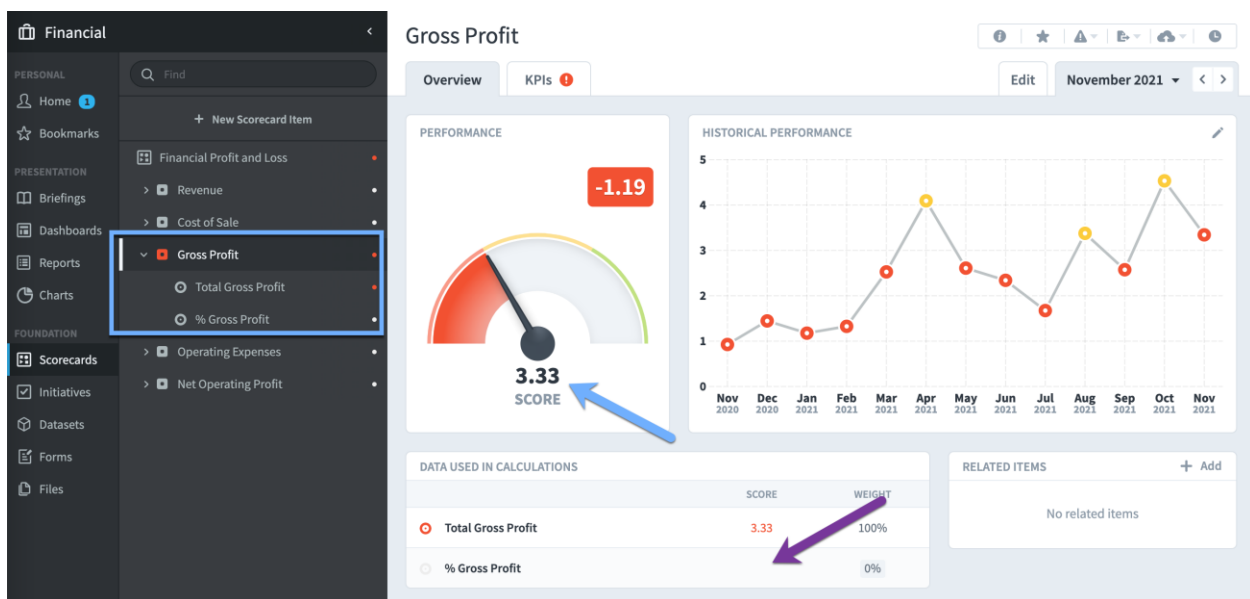 Financial
PERSONAL
Home 1
Bookmarks
PRESENTATION
Briefings
Dashboards
Reports
Charts
FOUNDATION
Scorecards
Initiatives
Datasets
Forms
Files
Find
+ New Scorecard Item
Financial Profit and Loss
Revenue
Cost of Sale
Gross Profit
Total Gross Profit
% Gross Profit
Operating Expenses
Net Operating Profit
Gross Profit
Overview KPIs Edit November 2021
PERFORMANCE
-1.19
3.33
SCORE
HISTORICAL PERFORMANCE
5
4
3
2
1
0
Nov Dec Jan Feb Mar Apr May Jun Jul Aug Sep Oct Nov
2020 2020 2021 2021 2021 2021 2021 2021 2021 2021 2021 2021 2021
DATA USED IN CALCULATIONS
SCORE WEIGHT
Total Gross Profit 3.33 100%
% Gross Profit 0%
RELATED ITEMS + Add
No related items